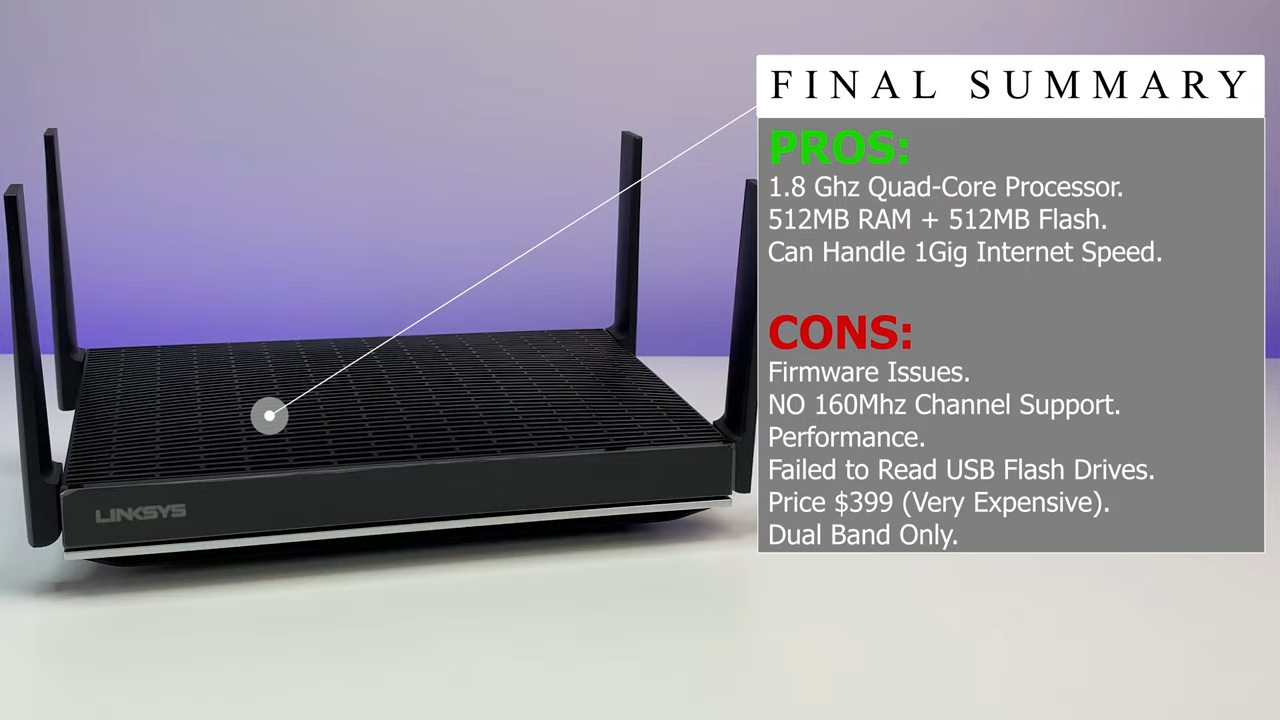 FINAL SUMMARY
PROS:
1.8 Ghz Quad-Core Processor.
512MB RAM + 512MB Flash.
Can Handle 1Gig Internet Speed.
CONS:
Firmware Issues.
NO 160Mhz Channel Support.
Performance.
Failed to Read USB Flash Drives.
Price $399 (Very Expensive).
Dual Band Only.
LINKSYS